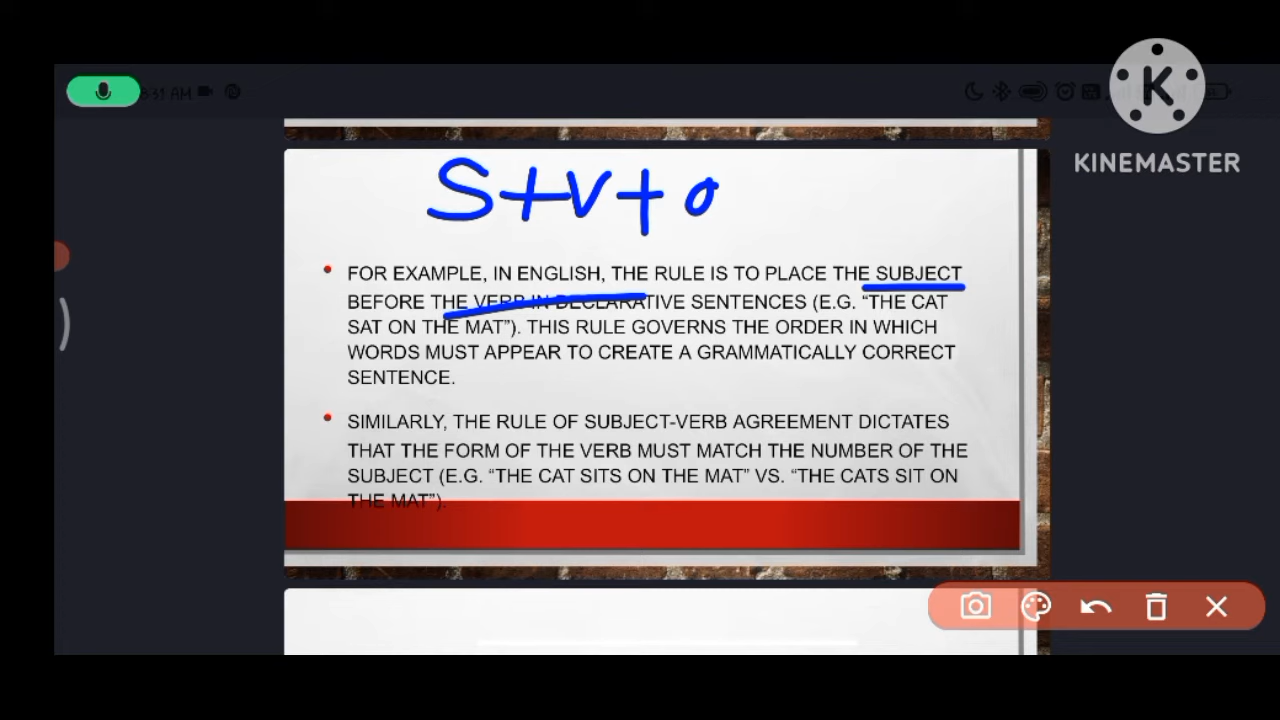 8:31 AM
K
KINEMASTER
S+V+O
• FOR EXAMPLE, IN ENGLISH, THE RULE IS TO PLACE THE SUBJECT
BEFORE THE VERB IN DECLARATIVE SENTENCES (E.G. “THE CAT
SAT ON THE MAT”). THIS RULE GOVERNS THE ORDER IN WHICH
WORDS MUST APPEAR TO CREATE A GRAMMATICALLY CORRECT
SENTENCE.
• SIMILARLY, THE RULE OF SUBJECT-VERB AGREEMENT DICTATES
THAT THE FORM OF THE VERB MUST MATCH THE NUMBER OF THE
SUBJECT (E.G. “THE CAT SITS ON THE MAT” VS. “THE CATS SIT ON
THE MAT”).